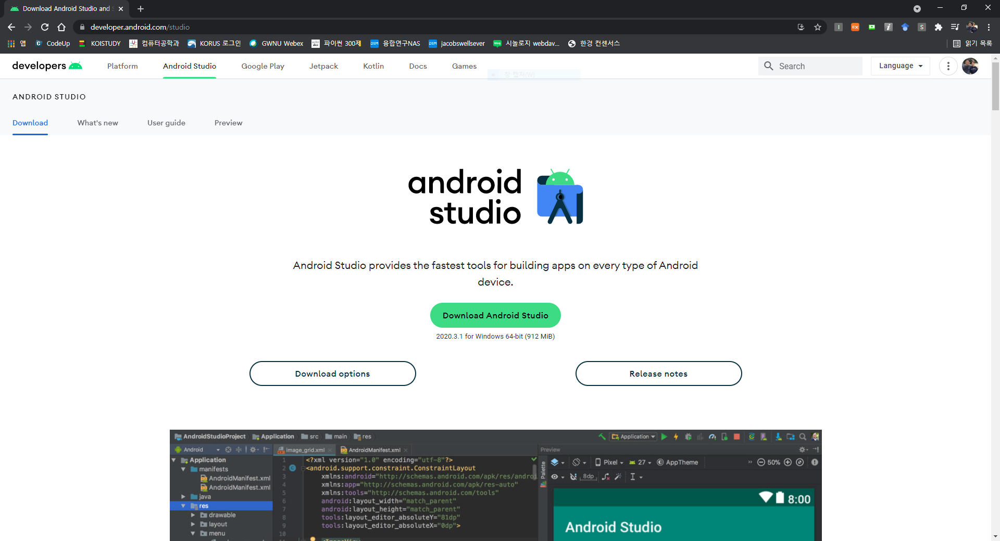 Download Android Studio and S
developer.android.com/studio
앱 CodeUp KOISTUDY 컴퓨터공학과 KORUS 로그인 GWNU Webex 파이썬 300제 융합연구NAS jacobswellsever 시놀로지 webdav... 한경 컨센서스 읽기 목록
developers Platform Android Studio Google Play Jetpack Kotlin Docs Games Search Language
창 캡처(W)
ANDROID STUDIO
Download What's new User guide Preview
android
studio
Android Studio provides the fastest tools for building apps on every type of Android
device.
Download Android Studio
2020.3.1 for Windows 64-bit (912 MiB)
Download options Release notes
AndroidStudioProject Application src main res Application
Android image_grid.xml AndroidManifest.xml Preview
Application
manifests
AndroidManifest.xml
AndroidManifest.xml
java
res
drawable
layout
menu
1 <?xml version="1.0" encoding="utf-8"?>
2 <android.support.constraint.ConstraintLayout
3 xmlns:android="http://schemas.android.com/apk/res/androi
4 xmlns:app="http://schemas.android.com/apk/res-auto"
5 xmlns:tools="http://schemas.android.com/tools"
6 android:layout_width="match_parent"
7 android:layout_height="match_parent"
8 tools:layout_editor_absoluteY="81dp"
9 tools:layout_editor_absoluteX="0dp">
10
<ImageView
Palette
Pixel 27 AppTheme 50%
8dp
8:00
Android Studio